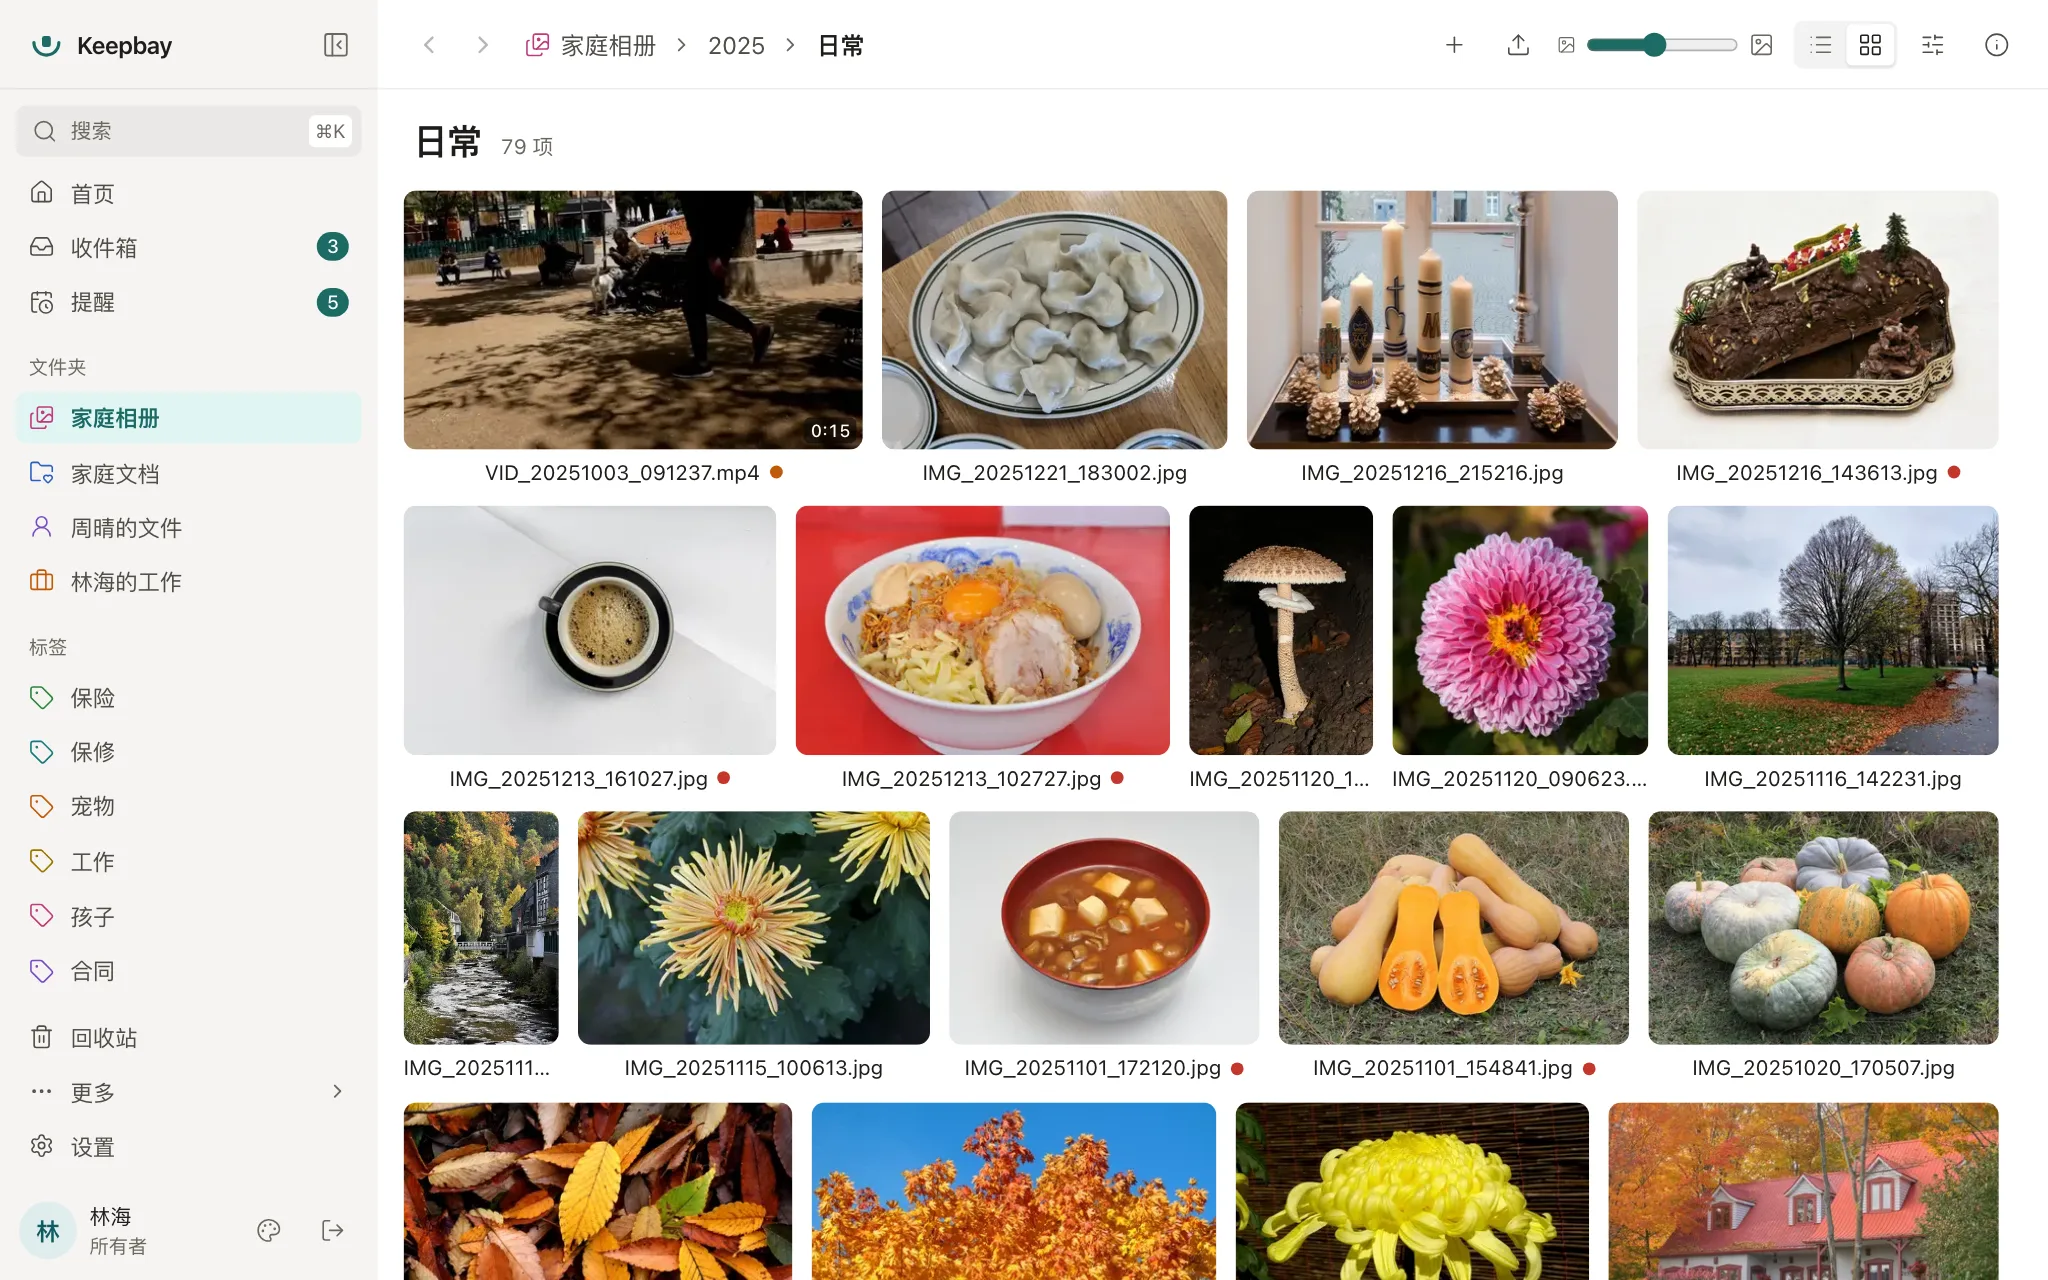 Keepbay
家庭相册
2025
日常
搜索
⌘K
首页
收件箱
3
提醒
5
文件夹
家庭相册
家庭文档
周晴的文件
林海的工作
标签
保险
保修
宠物
工作
孩子
合同
回收站
更多
设置
林
林海
所有者
日常 79 项
0:15
VID_20251003_091237.mp4
IMG_20251221_183002.jpg
IMG_20251216_215216.jpg
IMG_20251216_143613.jpg
IMG_20251213_161027.jpg
IMG_20251213_102727.jpg
IMG_20251120_1...
IMG_20251120_090623....
IMG_20251116_142231.jpg
IMG_2025111...
IMG_20251115_100613.jpg
IMG_20251101_172120.jpg
IMG_20251101_154841.jpg
IMG_20251020_170507.jpg